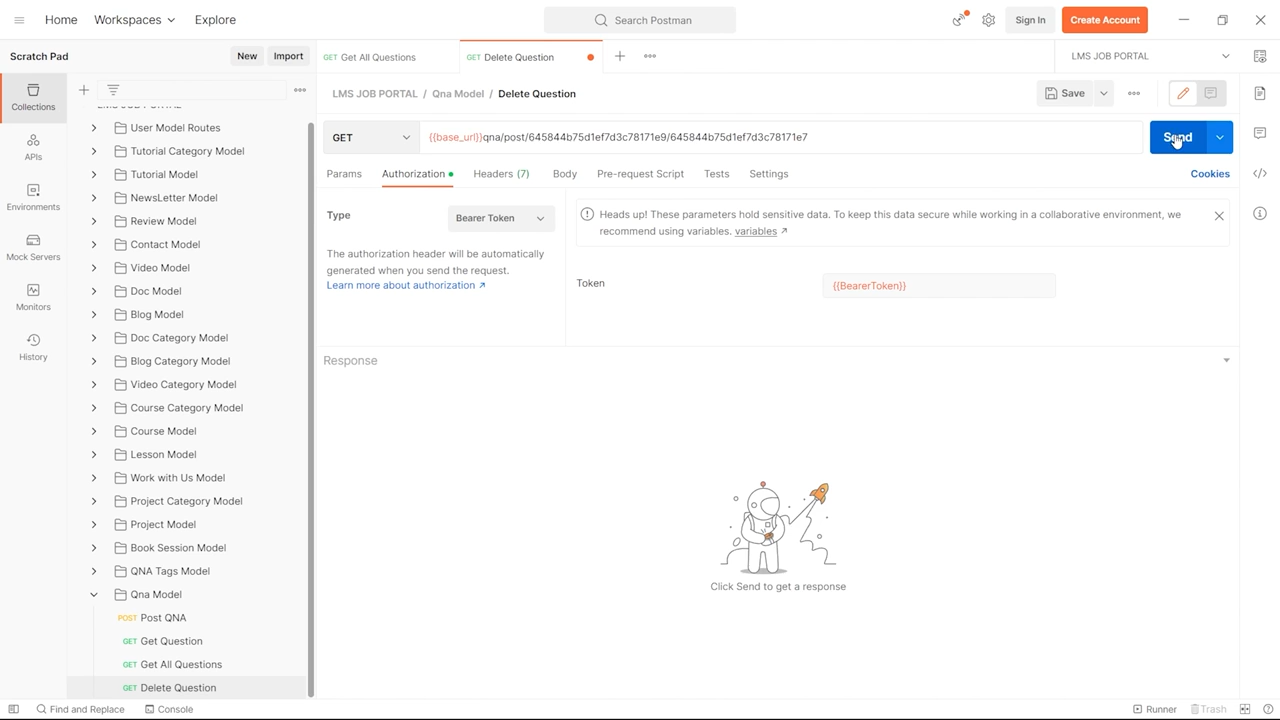 Home
Workspaces
Explore
Search Postman
Sign In
Create Account
Scratch Pad
New
Import
GET Get All Questions
GET Delete Question
LMS JOB PORTAL
Collections
APIs
Environments
Mock Servers
Monitors
History
LMS JOB PORTAL
User Model Routes
Tutorial Category Model
Tutorial Model
NewsLetter Model
Review Model
Contact Model
Video Model
Doc Model
Blog Model
Doc Category Model
Blog Category Model
Video Category Model
Course Category Model
Course Model
Lesson Model
Work with Us Model
Project Category Model
Project Model
Book Session Model
QNA Tags Model
Qna Model
POST Post QNA
GET Get Question
GET Get All Questions
GET Delete Question
LMS JOB PORTAL / Qna Model / Delete Question
Save
GET
{{base_url}}qna/post/645844b75d1ef7d3c78171e9/645844b75d1ef7d3c78171e7
Send
Params
Authorization
Headers (7)
Body
Pre-request Script
Tests
Settings
Cookies
Type
Bearer Token
The authorization header will be automatically
generated when you send the request.
Learn more about authorization ↗
Heads up! These parameters hold sensitive data. To keep this data secure while working in a collaborative environment, we
recommend using variables. variables ↗
Token
{{BearerToken}}
Response
Click Send to get a response
Find and Replace
Console
Runner
Trash